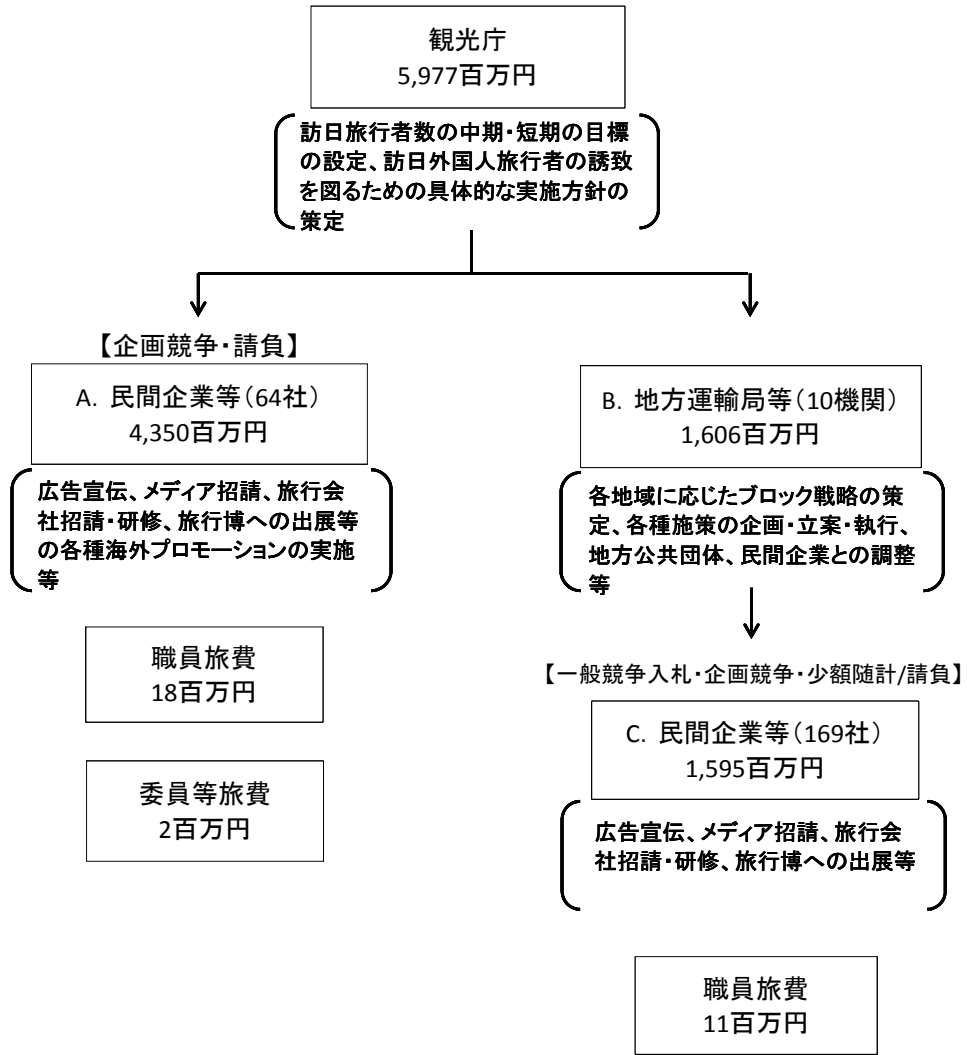 観光庁
5,977百万円
訪日旅行者数の中期・短期の目標
の設定、訪日外国人旅行者の誘致
を図るための具体的な実施方針の
策定
【企画競争・請負】
A. 民間企業等（64社）
4,350百万円
広告宣伝、メディア招請、旅行会
社招請・研修、旅行博への出展等
の各種海外プロモーションの実施
等
職員旅費
18百万円
委員等旅費
2百万円
B. 地方運輸局等（10機関）
1,606百万円
各地域に応じたブロック戦略の策
定、各種施策の企画・立案・執行、
地方公共団体、民間企業との調整
等
【一般競争入札・企画競争・少額随計/請負】
C. 民間企業等（169社）
1,595百万円
広告宣伝、メディア招請、旅行会
社招請・研修、旅行博への出展等
職員旅費
11百万円